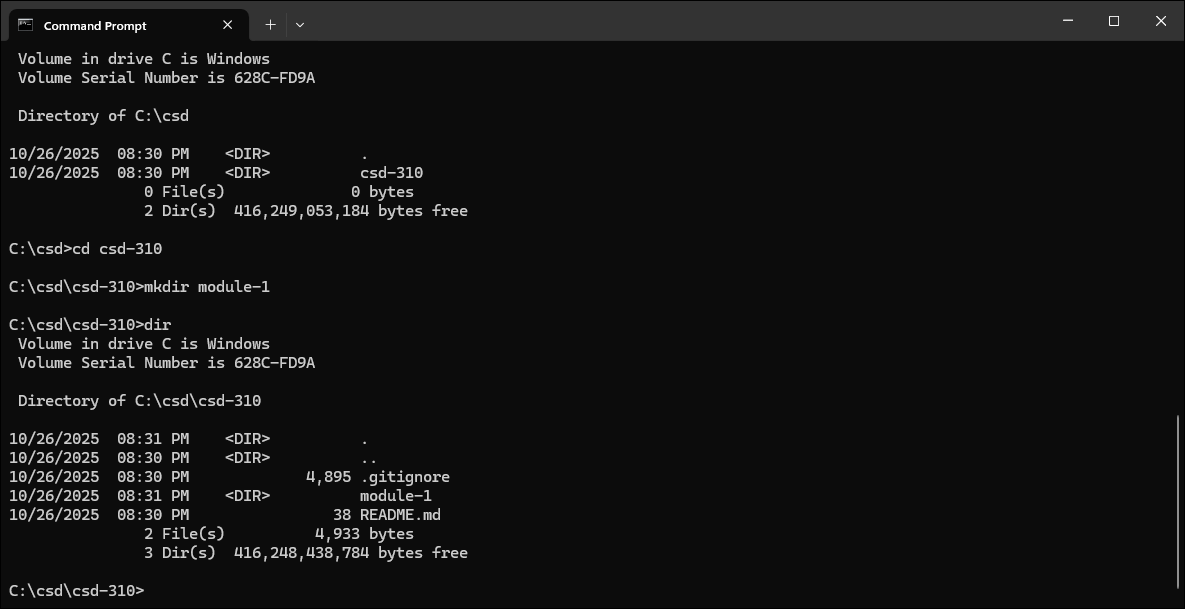 Command Prompt
Volume in drive C is Windows
Volume Serial Number is 628C-FD9A
Directory of C:\csd
10/26/2025  08:30 PM    <DIR>          .
10/26/2025  08:30 PM    <DIR>          csd-310
0 File(s)              0 bytes
2 Dir(s)  416,249,053,184 bytes free
C:\csd>cd csd-310
C:\csd\csd-310>mkdir module-1
C:\csd\csd-310>dir
Volume in drive C is Windows
Volume Serial Number is 628C-FD9A
Directory of C:\csd\csd-310
10/26/2025  08:31 PM    <DIR>          .
10/26/2025  08:30 PM    <DIR>          ..
10/26/2025  08:30 PM             4,895 .gitignore
10/26/2025  08:31 PM    <DIR>          module-1
10/26/2025  08:30 PM                38 README.md
2 File(s)          4,933 bytes
3 Dir(s)  416,248,438,784 bytes free
C:\csd\csd-310>